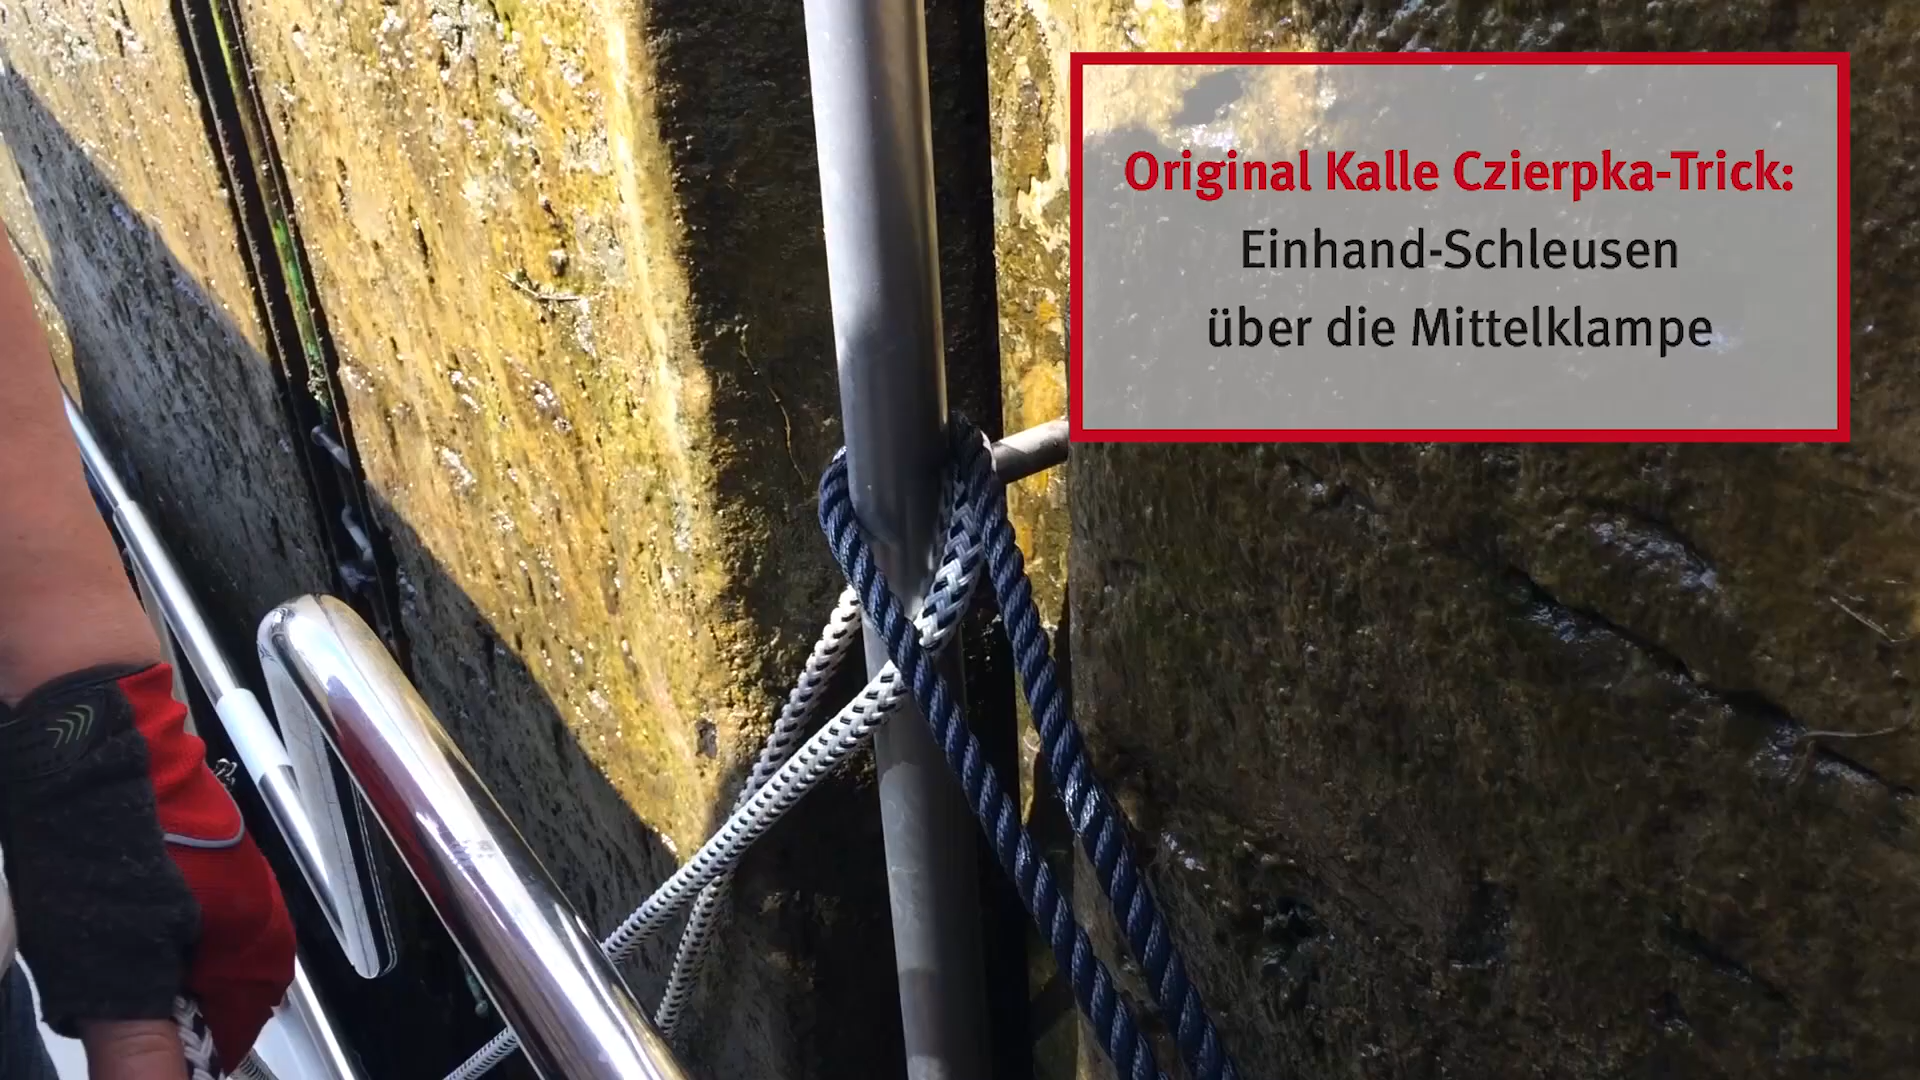 Original Kalle Czierpka-Trick:
Einhand-Schleusen
über die Mittelklampe